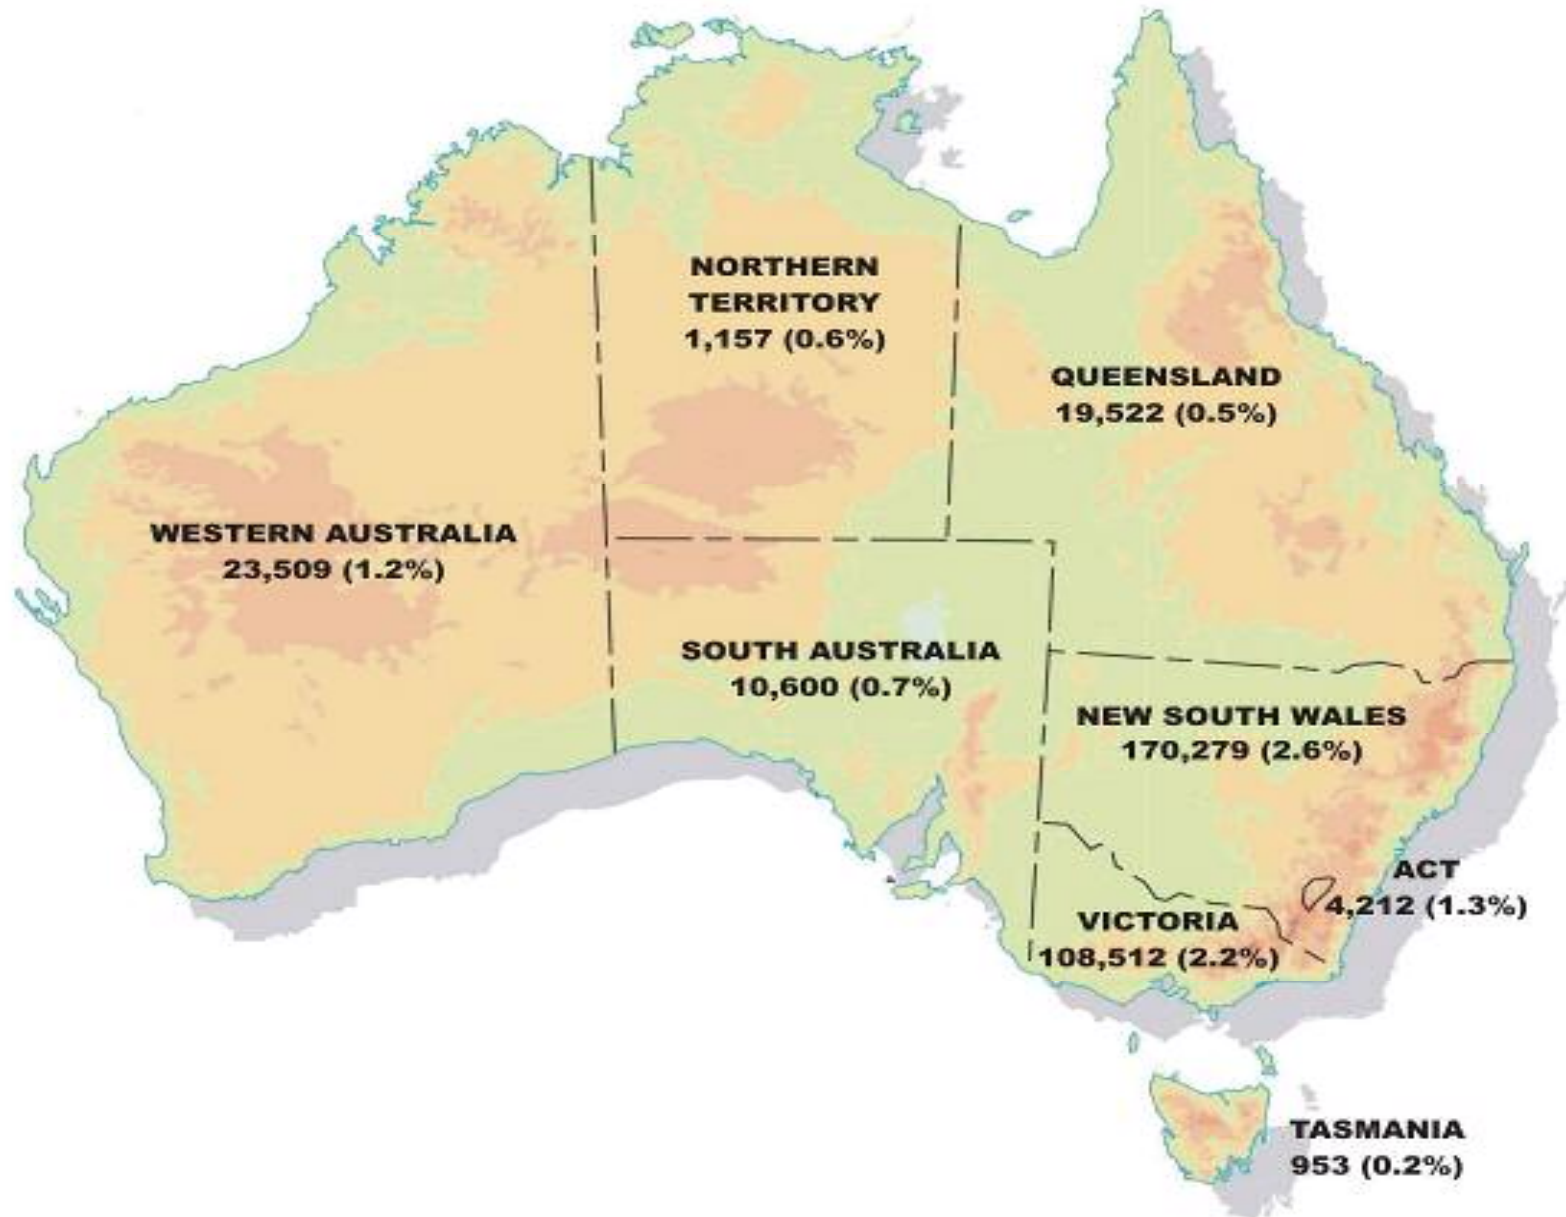 NORTHERN
TERRITORY
1,157 (0.6%)
QUEENSLAND
19,522 (0.5%)
WESTERN AUSTRALIA
23,509 (1.2%)
SOUTH AUSTRALIA
10,600 (0.7%)
NEW SOUTH WALES
170,279 (2.6%)
ACT
4,212 (1.3%)
VICTORIA
108,512 (2.2%)
TASMANIA
953 (0.2%)